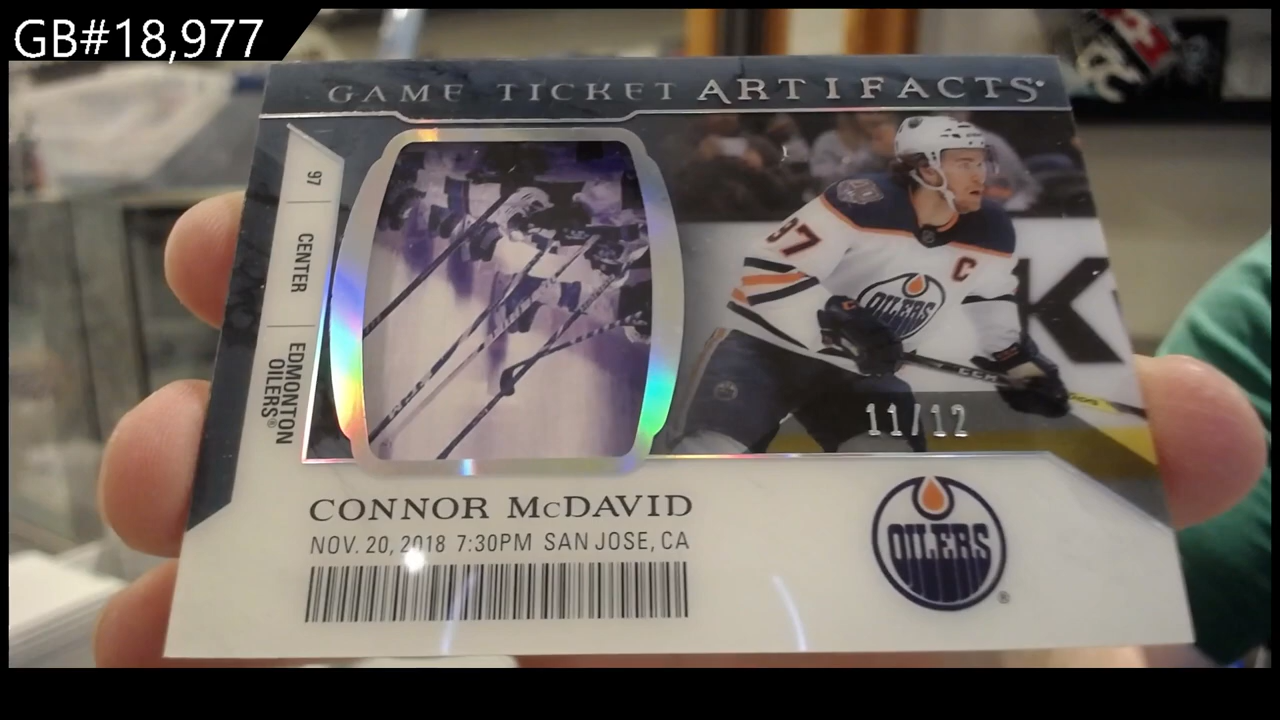 GB#18,977
GAME TICKET ARTIFACTS
97
CENTER
EDMONTON
OILERS®
97
C
OILERS
K
11/12
CONNOR McDAVID
NOV. 20, 2018 7:30PM SAN JOSE, CA
OILERS
®